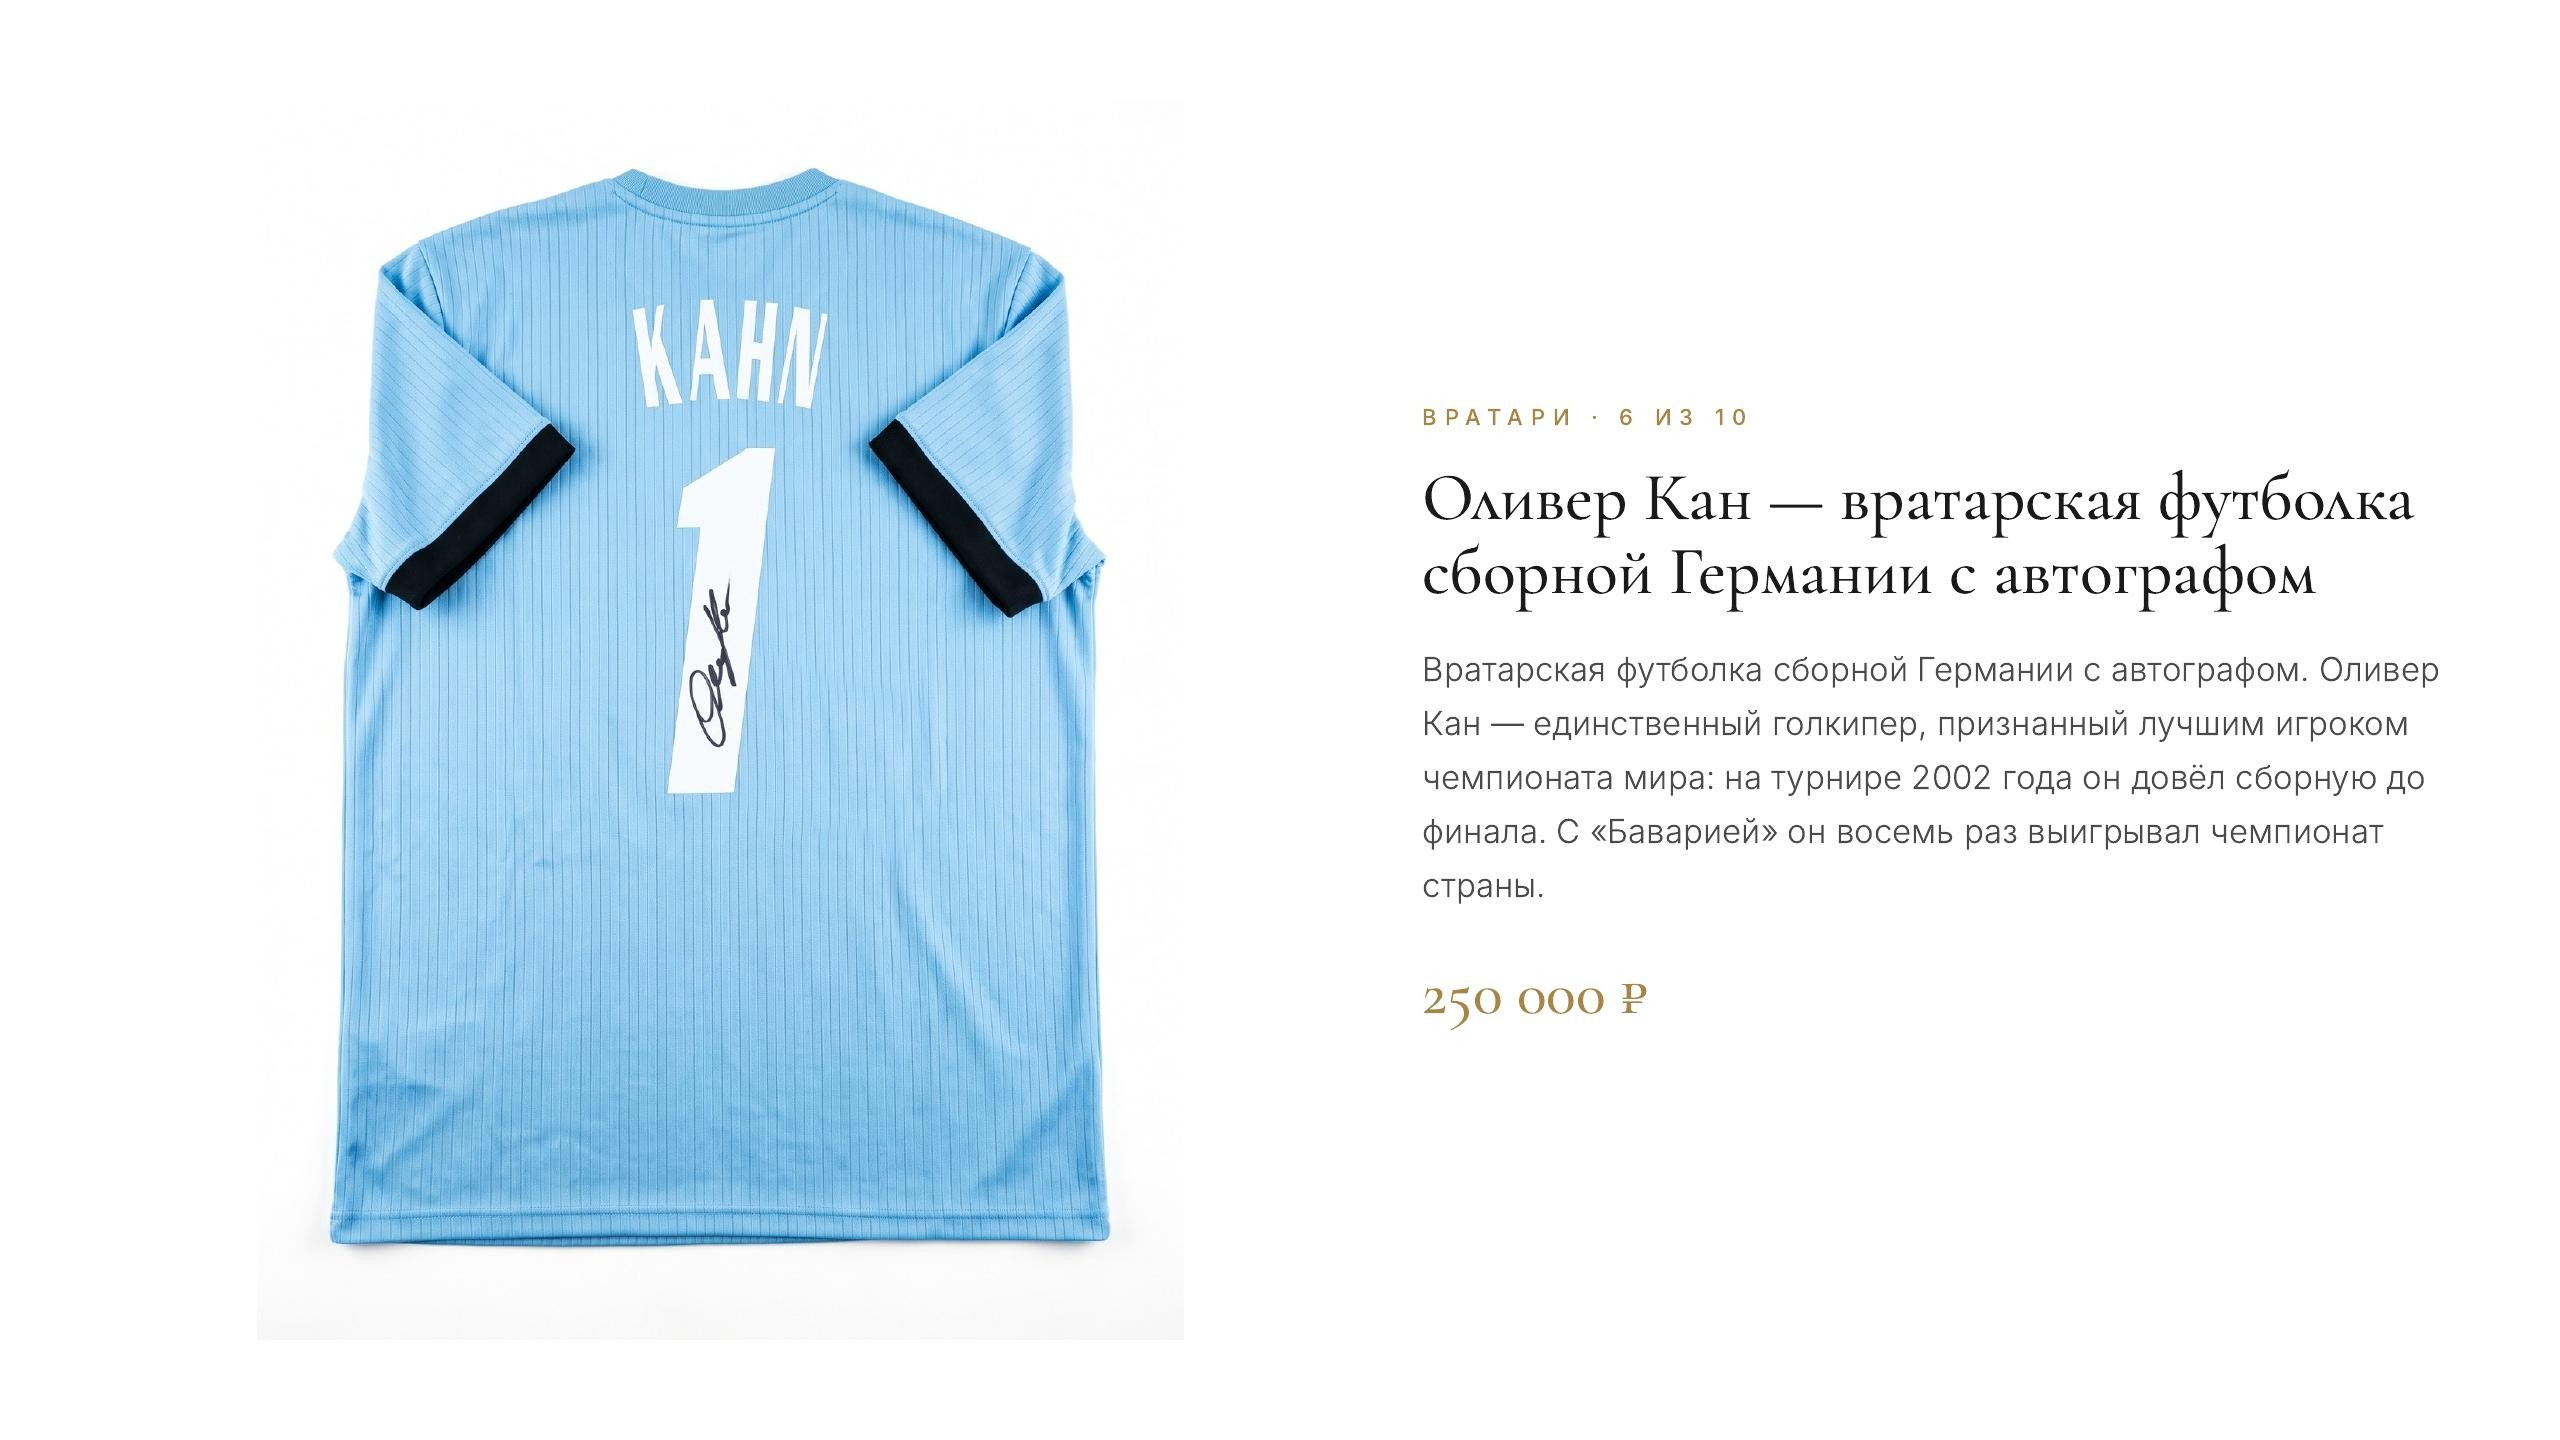 KAHN
1
ВРАТАРИ · 6 ИЗ 10
Оливер Кан — вратарская футболка
сборной Германии с автографом
Вратарская футболка сборной Германии с автографом. Оливер
Кан — единственный голкипер, признанный лучшим игроком
чемпионата мира: на турнире 2002 года он довёл сборную до
финала. С «Баварией» он восемь раз выигрывал чемпионат
страны.
250 000 ₽